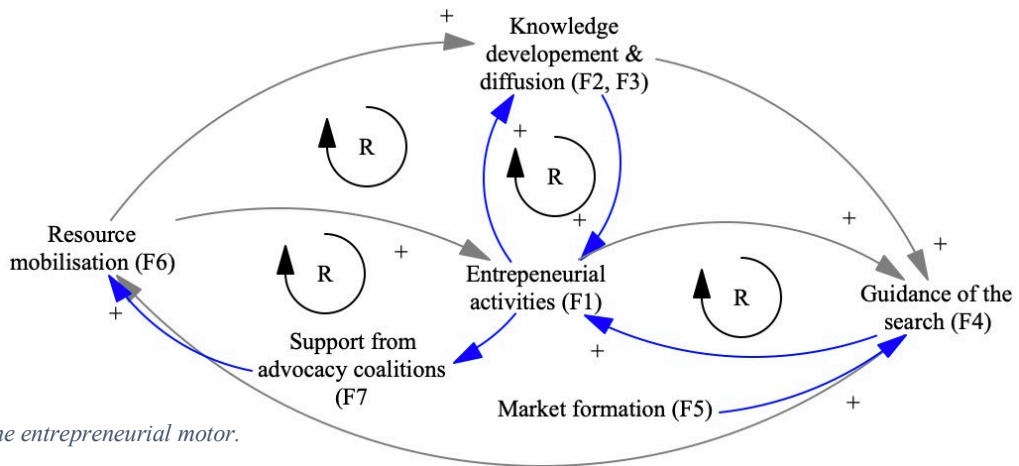 +
Knowledge
developement &
diffusion (F2, F3)
R
+
R
+
+
+
Resource
mobilisation (F6)
+
R
Entrepeneurial
activities (F1)
R
Guidance of the
search (F4)
+
Support from
advocacy coalitions
(F7
+
Market formation (F5)
+
entrepreneurial motor.